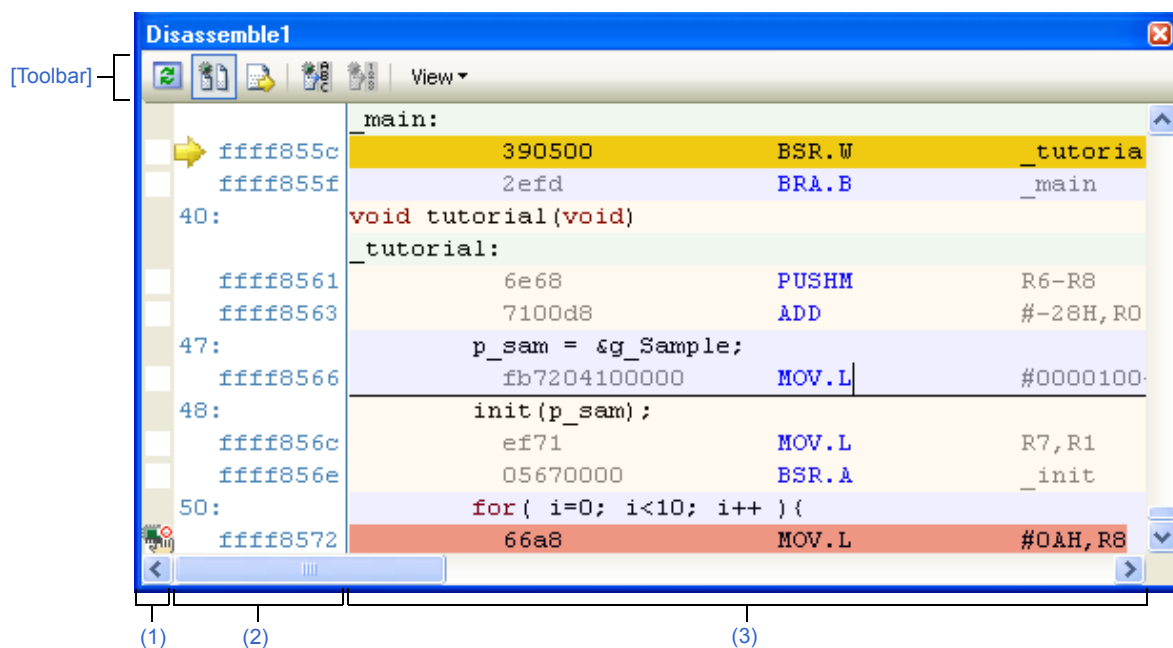 Disassemble1
[Toolbar]
View
_main:
ffff855c 390500 BSR.W _tutoria
ffff855f 2efd BRA.B _main
40: void tutorial(void)
_tutorial:
ffff8561 6e68 PUSHM R6-R8
ffff8563 7100d8 ADD #-28H,R0
47: p_sam = &g_Sample;
ffff8566 fb7204100000 MOV.L #0000100
48: init(p_sam);
ffff856c ef71 MOV.L R7,R1
ffff856e 05670000 BSR.A _init
50: for( i=0; i<10; i++ ){
ffff8572 66a8 MOV.L #0AH,R8
(1) (2) (3)